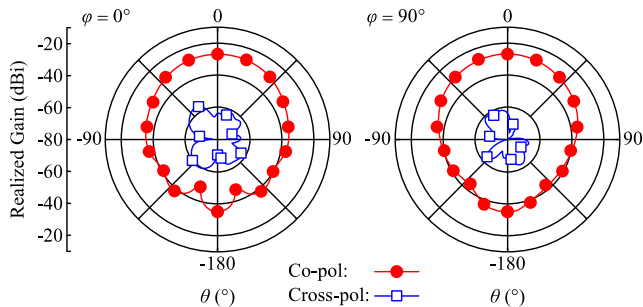 φ = 0°
0
φ = 90°
0
Realized Gain (dBi)
-20
-40
-60
-80
-60
-40
-20
-90
90
-90
90
-180
-180
θ (°)
Co-pol:
θ (°)
Cross-pol: